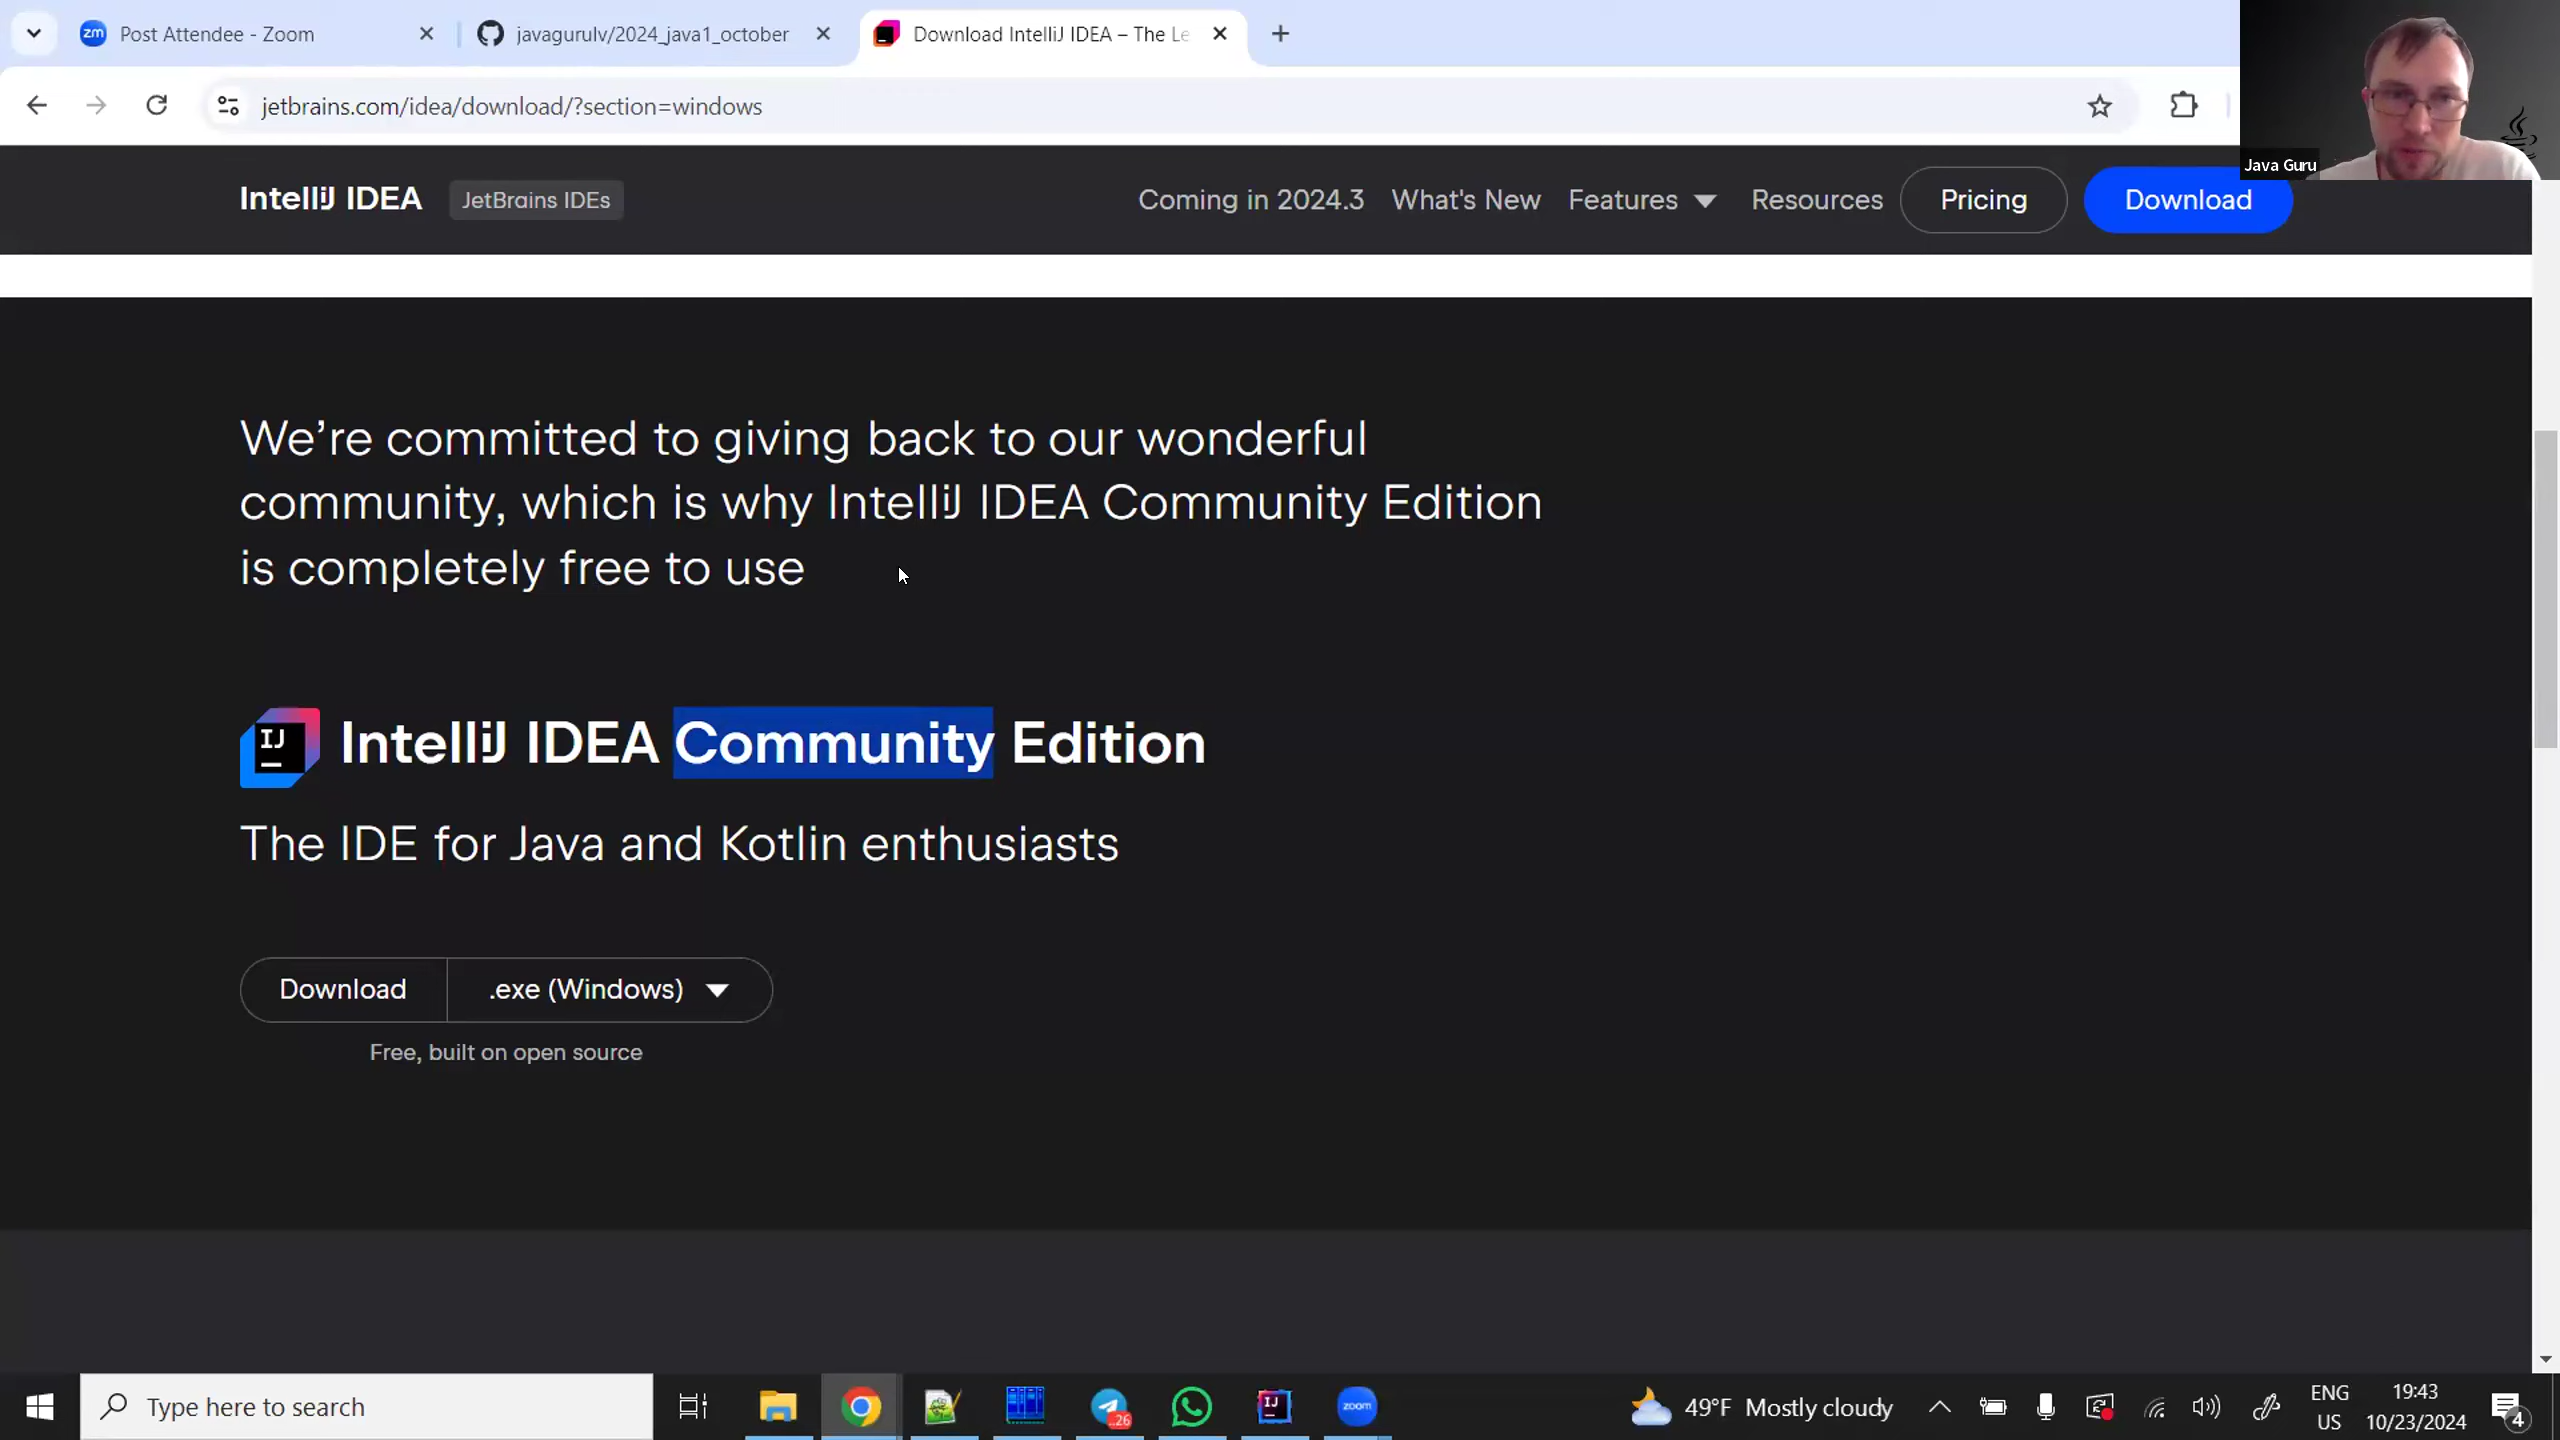 Post Attendee - Zoom
javagurulv/2024_java1_october
Download IntelliJ IDEA – The Le
jetbrains.com/idea/download/?section=windows
Java Guru
IntelliJ IDEA
JetBrains IDEs
Coming in 2024.3
What's New
Features
Resources
Pricing
Download
We’re committed to giving back to our wonderful
community, which is why IntelliJ IDEA Community Edition
is completely free to use
IJ
IntelliJ IDEA Community Edition
The IDE for Java and Kotlin enthusiasts
Download
.exe (Windows)
Free, built on open source
Type here to search
..26
IJ
zoom
49°F Mostly cloudy
ENG
US
19:43
10/23/2024
4